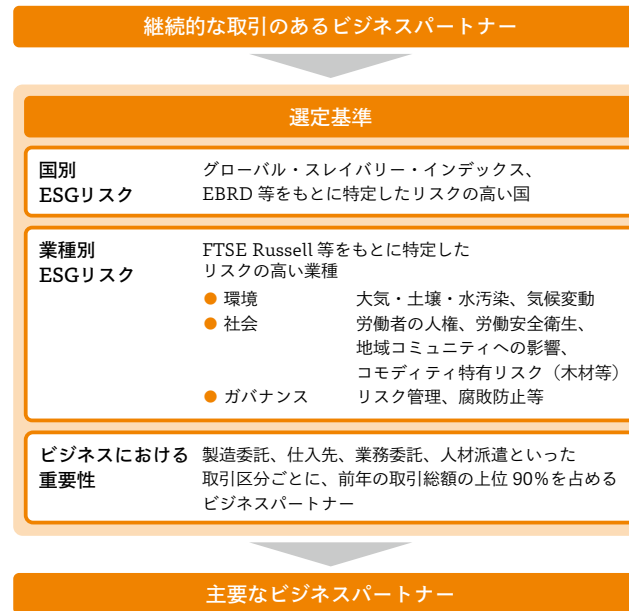 継続的な取引のあるビジネスパートナー
選定基準
国別
ESGリスク
グローバル・スレイバリー・インデックス、
EBRD 等をもとに特定したリスクの高い国
業種別
ESGリスク
FTSE Russell 等をもとに特定した
リスクの高い業種
● 環境 大気・土壌・水汚染、気候変動
● 社会 労働者の人権、労働安全衛生、
地域コミュニティへの影響、
コモディティ特有リスク（木材等）
● ガバナンス リスク管理、腐敗防止等
ビジネスにおける
重要性
製造委託、仕入先、業務委託、人材派遣といった
取引区分ごとに、前年の取引総額の上位 90%を占める
ビジネスパートナー
主要なビジネスパートナー